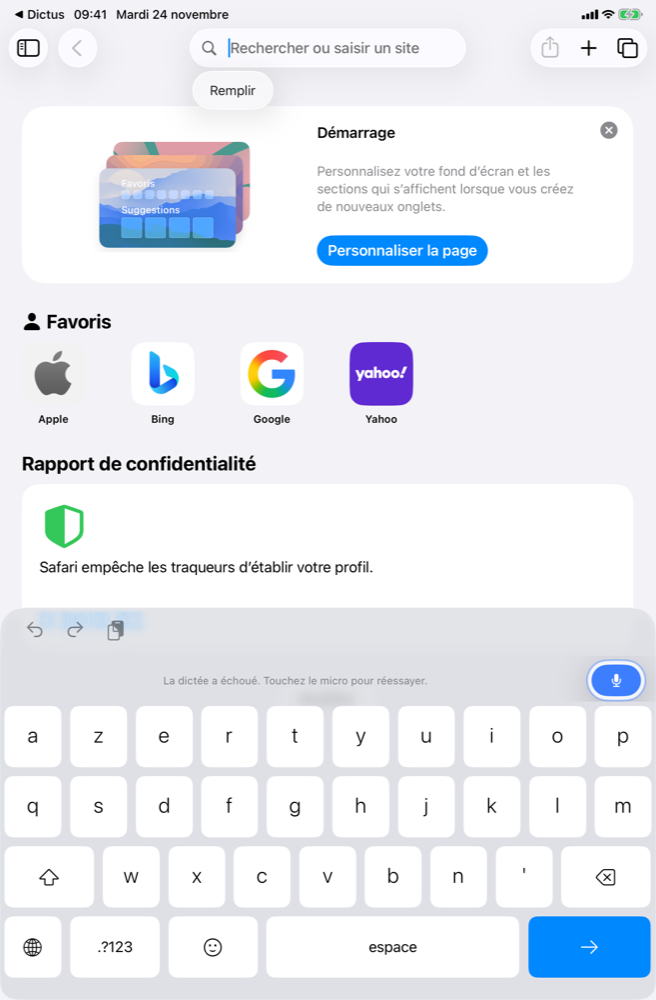 ◀ Dictus 09:41 Mardi 24 novembre
Rechercher ou saisir un site
Remplir
Démarrage
Personnalisez votre fond d'écran et les
sections qui s'affichent lorsque vous créez
de nouveaux onglets.
Personnaliser la page
Favoris
Suggestions
Favoris
yahoo!
Apple
Bing
Google
Yahoo
Rapport de confidentialité
Safari empêche les traqueurs d'établir votre profil.
La dictée a échoué. Touchez le micro pour réessayer.
a z e r t y u i o p
q s d f g h j k l m
w x c v b n '
.?123 espace